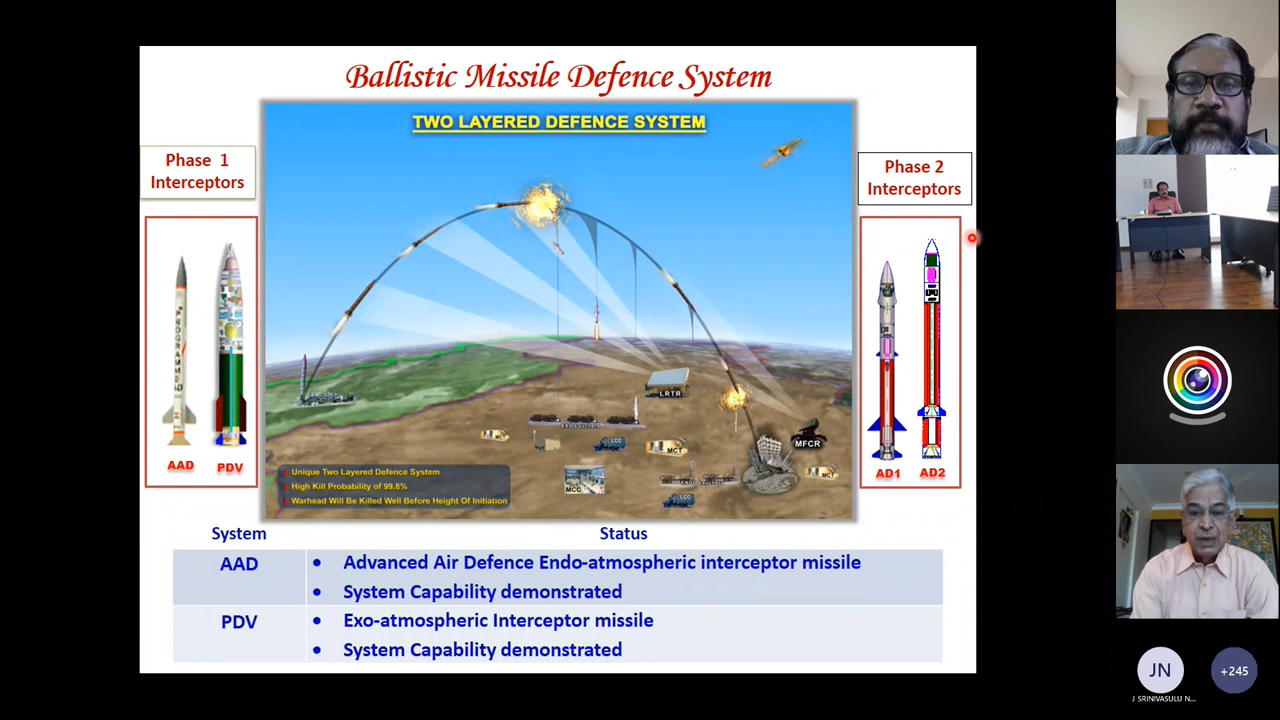 Ballistic Missile Defence System
TWO LAYERED DEFENCE SYSTEM
Phase 1
Interceptors
AAD
PDV
LRTR
MFCR
MCT
LCC
MCT
MCC
LCC
Unique Two Layered Defence System
High Kill Probability of 99.8%
Warhead Will Be Killed Well Before Height Of Initiation
Phase 2
Interceptors
AD1
AD2
System Status
AAD • Advanced Air Defence Endo-atmospheric interceptor missile
• System Capability demonstrated
PDV • Exo-atmospheric Interceptor missile
• System Capability demonstrated
JN
+245
J SRINIVASULU N...